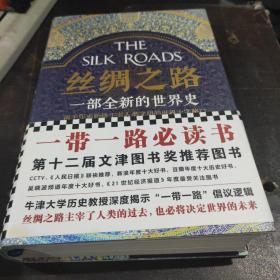 THE
SILK ROADS
丝绸之路
一部全新的世界史
一带一路必读书
第十二届文津图书奖推荐图书
CCTV、《人民日报》联袂推荐，新浪年度十大好书、豆瓣年度十大历史好书、
吴晓波频道年度十大好书、《21世纪经济报道》年度最受关注图书
牛津大学历史教授深度揭示“一带一路”倡议逻辑
丝绸之路主宰了人类的过去，也必将决定世界的未来